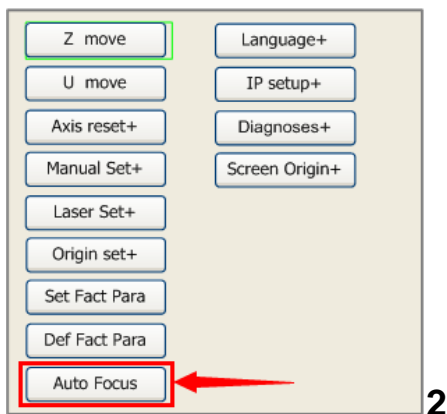 Z move
U move
Axis reset+
Manual Set+
Laser Set+
Origin set+
Set Fact Para
Def Fact Para
Auto Focus
Language+
IP setup+
Diagnoses+
Screen Origin+
2